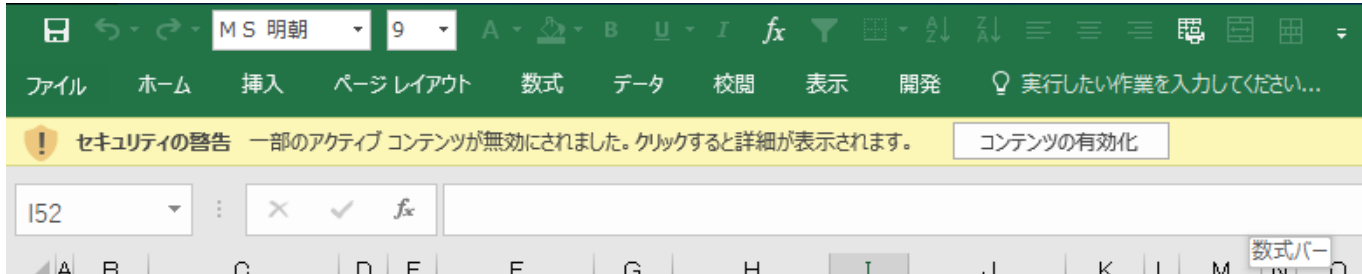 MS 明朝 9 A B U I fx
ファイル ホーム 挿入 ページ レイアウト 数式 データ 校閲 表示 開発 実行したい作業を入力してください...
セキュリティの警告 一部のアクティブ コンテンツが無効にされました。クリックすると詳細が表示されます。 コンテンツの有効化
I52 fx
数式バー
A B C D E F G H I J K L M N O